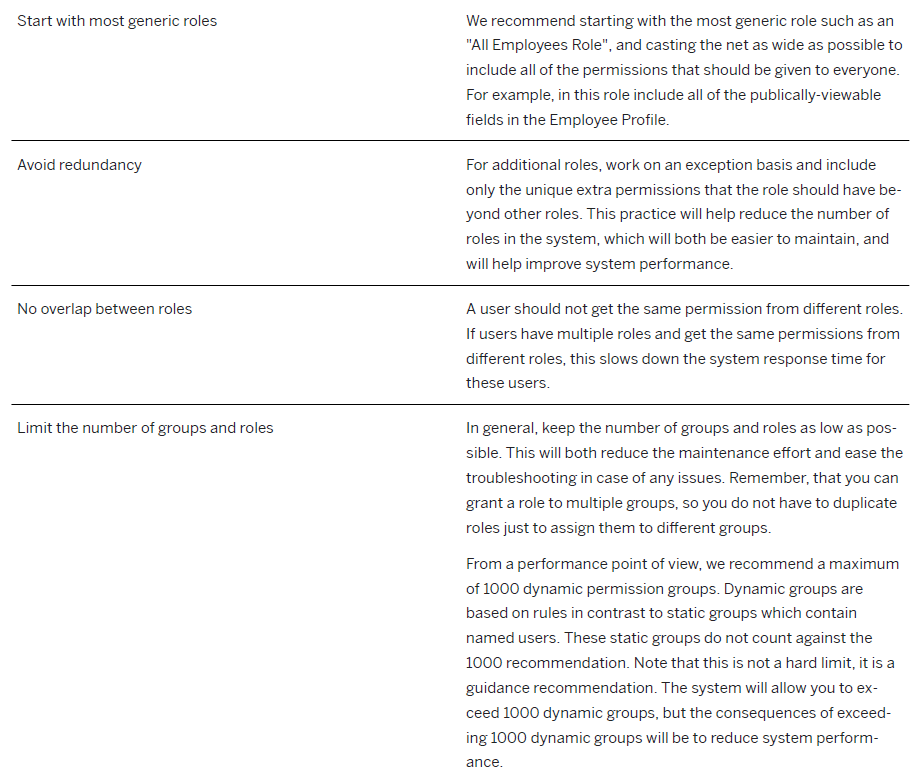 Start with most generic roles
We recommend starting with the most generic role such as an
"All Employees Role", and casting the net as wide as possible to
include all of the permissions that should be given to everyone.
For example, in this role include all of the publically-viewable
fields in the Employee Profile.
Avoid redundancy
For additional roles, work on an exception basis and include
only the unique extra permissions that the role should have be-
yond other roles. This practice will help reduce the number of
roles in the system, which will both be easier to maintain, and
will help improve system performance.
No overlap between roles
A user should not get the same permission from different roles.
If users have multiple roles and get the same permissions from
different roles, this slows down the system response time for
these users.
Limit the number of groups and roles
In general, keep the number of groups and roles as low as pos-
sible. This will both reduce the maintenance effort and ease the
troubleshooting in case of any issues. Remember, that you can
grant a role to multiple groups, so you do not have to duplicate
roles just to assign them to different groups.
From a performance point of view, we recommend a maximum
of 1000 dynamic permission groups. Dynamic groups are
based on rules in contrast to static groups which contain
named users. These static groups do not count against the
1000 recommendation. Note that this is not a hard limit, it is a
guidance recommendation. The system will allow you to ex-
ceed 1000 dynamic groups, but the consequences of exceed-
ing 1000 dynamic groups will be to reduce system perform-
ance.